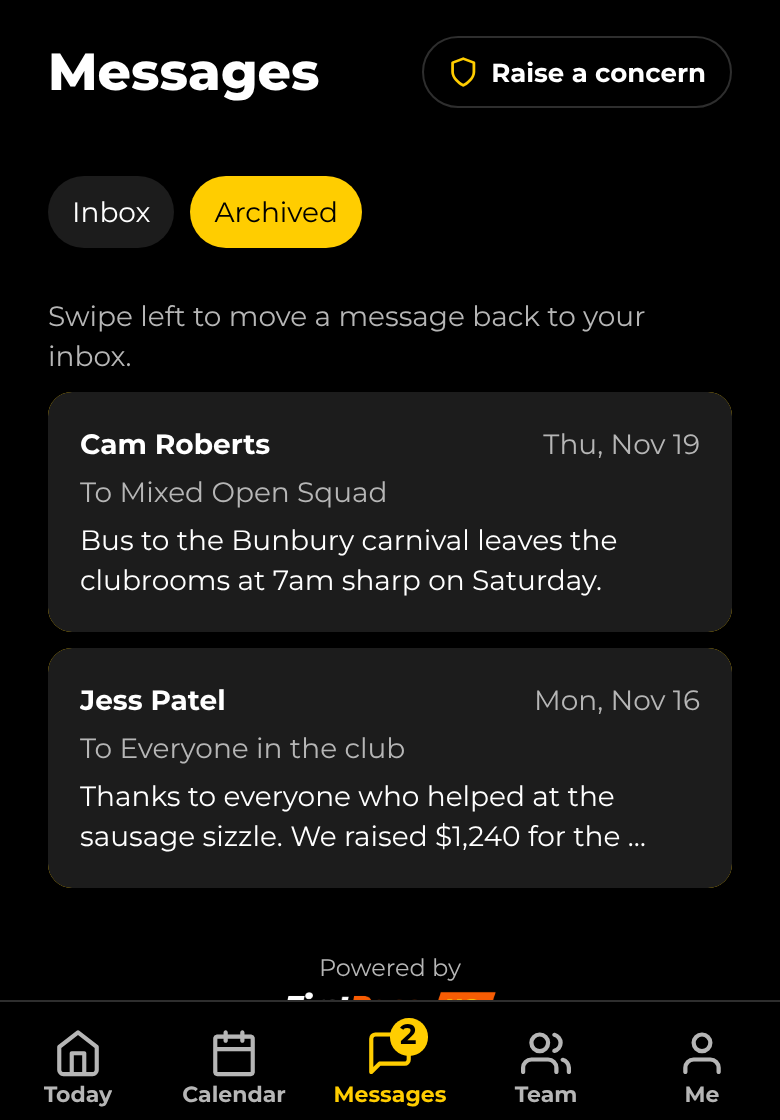 Messages
Raise a concern
Inbox
Archived
Swipe left to move a message back to your
inbox.
Cam Roberts
Thu, Nov 19
To Mixed Open Squad
Bus to the Bunbury carnival leaves the
clubrooms at 7am sharp on Saturday.
Jess Patel
Mon, Nov 16
To Everyone in the club
Thanks to everyone who helped at the
sausage sizzle. We raised $1,240 for the ...
Powered by
2
Today
Calendar
Messages
Team
Me